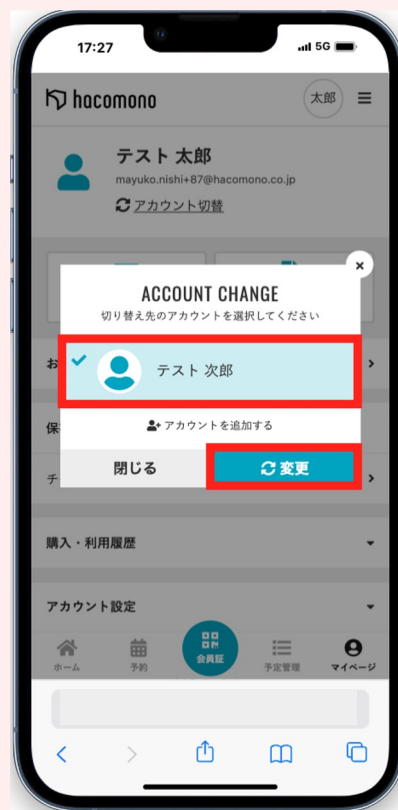 17:27
5G
hacomono
太郎
テスト 太郎
mayuko.nishi+87@hacomono.co.jp
アカウント切替
ACCOUNT CHANGE
切り替え先のアカウントを選択してください
お
テスト 次郎
保
アカウントを追加する
チ
閉じる
変更
購入・利用履歴
アカウント設定
ホーム
予約
会員証
予定管理
マイページ